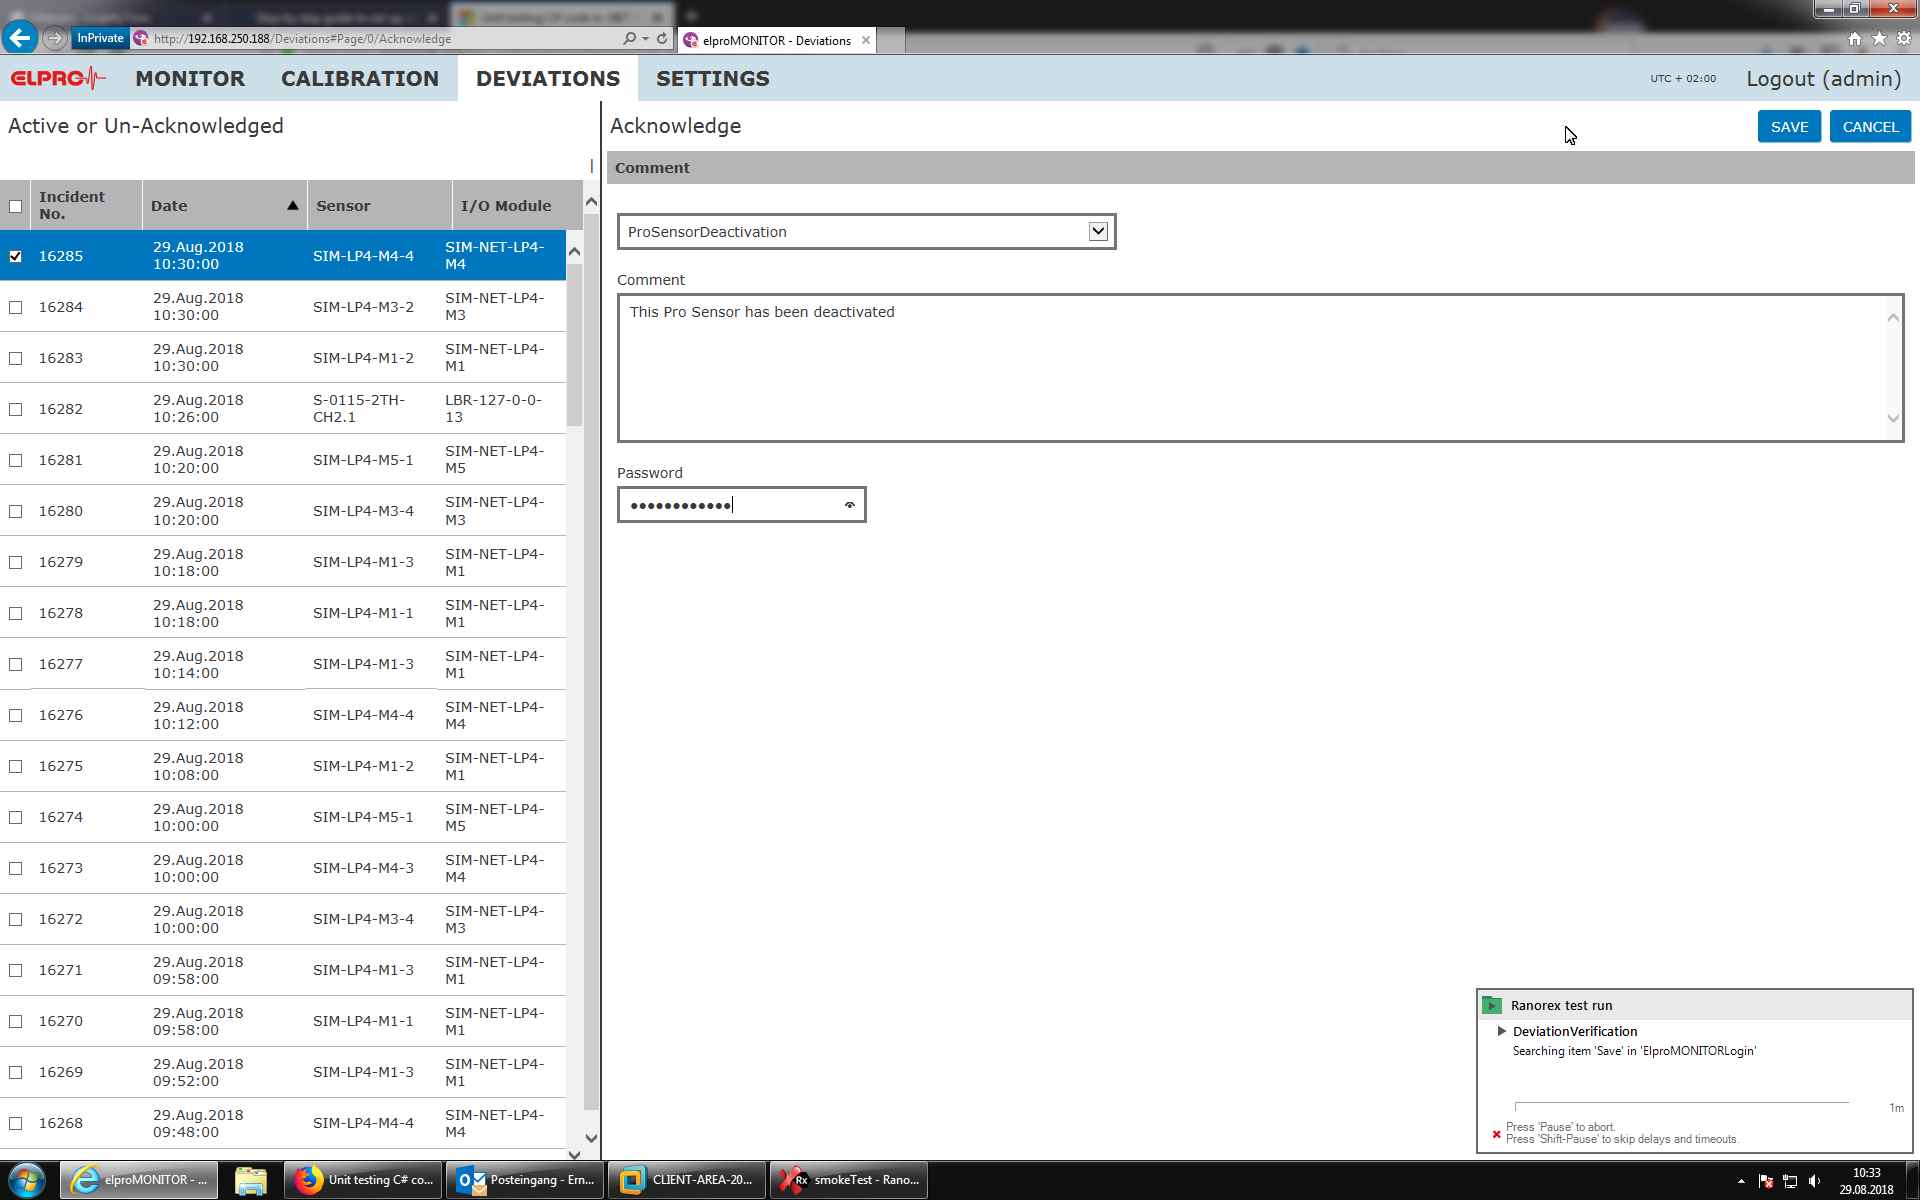 InPrivate
http://192.168.250.188/Deviations#Page/0/Acknowledge
elproMONITOR - Deviations
ELPRO
MONITOR
CALIBRATION
DEVIATIONS
SETTINGS
UTC + 02:00
Logout (admin)
Active or Un-Acknowledged
Incident No.
Date
Sensor
I/O Module
16285 29.Aug.2018 10:30:00 SIM-LP4-M4-4 SIM-NET-LP4-M4
16284 29.Aug.2018 10:30:00 SIM-LP4-M3-2 SIM-NET-LP4-M3
16283 29.Aug.2018 10:30:00 SIM-LP4-M1-2 SIM-NET-LP4-M1
16282 29.Aug.2018 10:26:00 S-0115-2TH-CH2.1 LBR-127-0-0-13
16281 29.Aug.2018 10:20:00 SIM-LP4-M5-1 SIM-NET-LP4-M5
16280 29.Aug.2018 10:20:00 SIM-LP4-M3-4 SIM-NET-LP4-M3
16279 29.Aug.2018 10:18:00 SIM-LP4-M1-3 SIM-NET-LP4-M1
16278 29.Aug.2018 10:18:00 SIM-LP4-M1-1 SIM-NET-LP4-M1
16277 29.Aug.2018 10:14:00 SIM-LP4-M1-3 SIM-NET-LP4-M1
16276 29.Aug.2018 10:12:00 SIM-LP4-M4-4 SIM-NET-LP4-M4
16275 29.Aug.2018 10:08:00 SIM-LP4-M1-2 SIM-NET-LP4-M1
16274 29.Aug.2018 10:00:00 SIM-LP4-M5-1 SIM-NET-LP4-M5
16273 29.Aug.2018 10:00:00 SIM-LP4-M4-3 SIM-NET-LP4-M4
16272 29.Aug.2018 10:00:00 SIM-LP4-M3-4 SIM-NET-LP4-M3
16271 29.Aug.2018 09:58:00 SIM-LP4-M1-3 SIM-NET-LP4-M1
16270 29.Aug.2018 09:58:00 SIM-LP4-M1-1 SIM-NET-LP4-M1
16269 29.Aug.2018 09:52:00 SIM-LP4-M1-3 SIM-NET-LP4-M1
16268 29.Aug.2018 09:48:00 SIM-LP4-M4-4 SIM-NET-LP4-M4
Acknowledge
SAVE
CANCEL
Comment
ProSensorDeactivation
Comment
This Pro Sensor has been deactivated
Password
Ranorex test run
DeviationVerification
Searching item 'Save' in 'ElproMONITORLogin'
1m
Press 'Pause' to abort.
Press 'Shift-Pause' to skip delays and timeouts.
elproMONITOR - ...
Unit testing C# co...
Posteingang - Ern...
CLIENT-AREA-20...
Rx
smokeTest - Rano...
10:33
29.08.2018